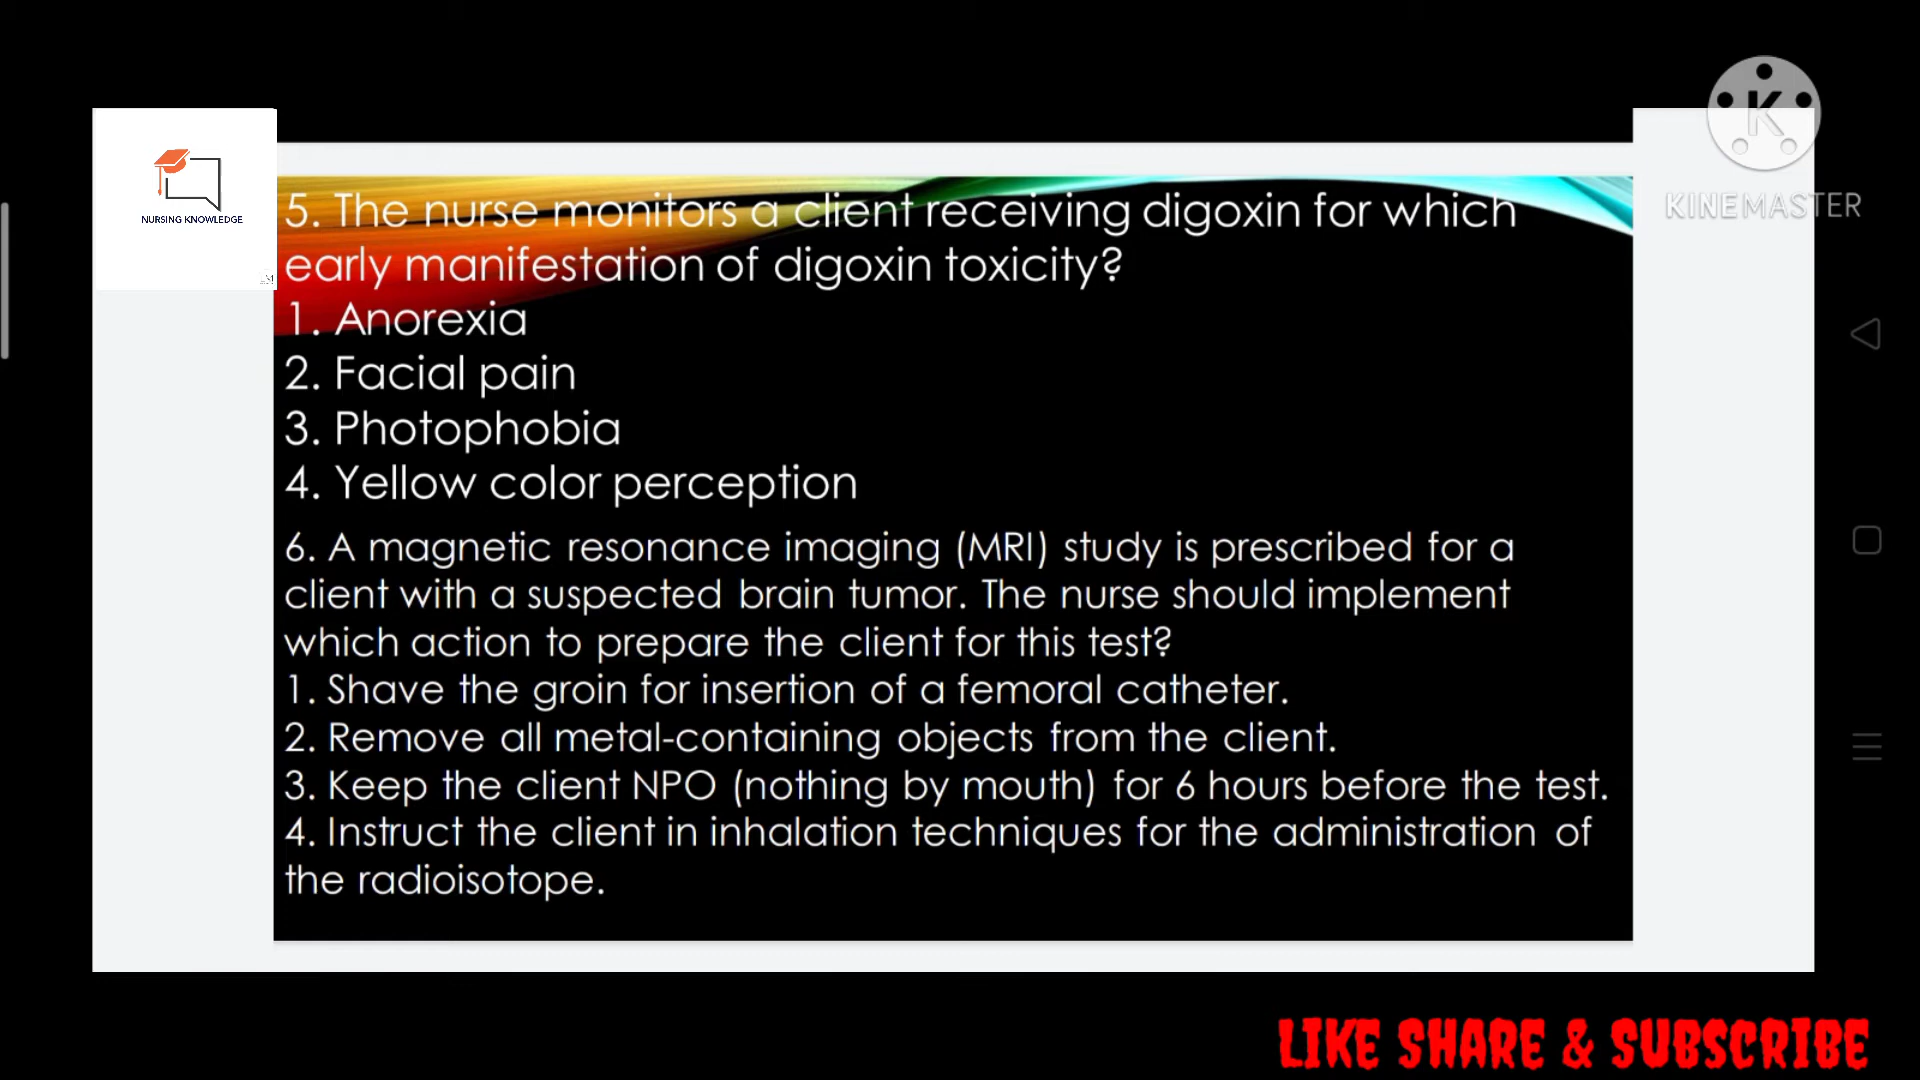 KINEMASTER
NURSING KNOWLEDGE
5. The nurse monitors a client receiving digoxin for which
early manifestation of digoxin toxicity?
1. Anorexia
2. Facial pain
3. Photophobia
4. Yellow color perception
6. A magnetic resonance imaging (MRI) study is prescribed for a
client with a suspected brain tumor. The nurse should implement
which action to prepare the client for this test?
1. Shave the groin for insertion of a femoral catheter.
2. Remove all metal-containing objects from the client.
3. Keep the client NPO (nothing by mouth) for 6 hours before the test.
4. Instruct the client in inhalation techniques for the administration of
the radioisotope.
LIKE SHARE & SUBSCRIBE